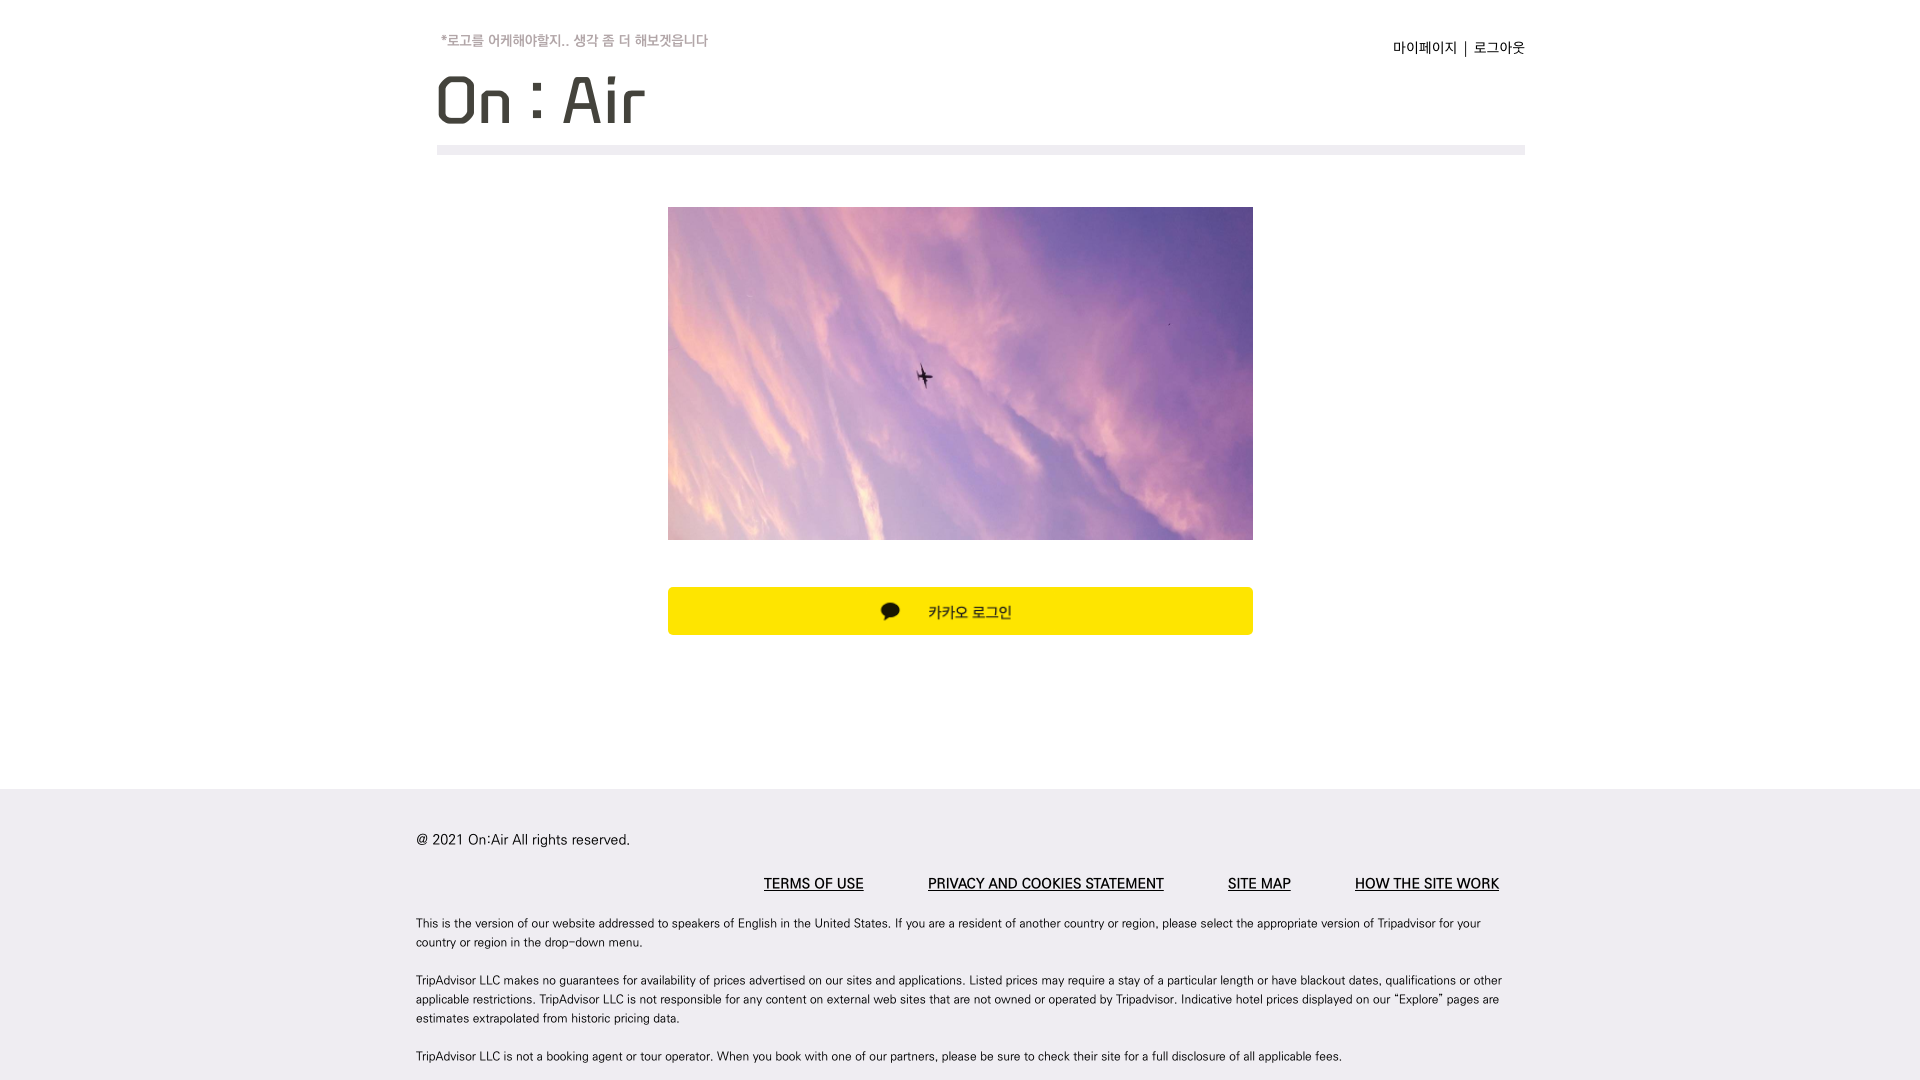 *로고를 어케해야할지.. 생각 좀 더 해보겟읍니다
마이페이지 | 로그아웃
On : Air
카카오 로그인
@ 2021 On:Air All rights reserved.
TERMS OF USE PRIVACY AND COOKIES STATEMENT SITE MAP HOW THE SITE WORK
This is the version of our website addressed to speakers of English in the United States. If you are a resident of another country or region, please select the appropriate version of Tripadvisor for your
country or region in the drop-down menu.
TripAdvisor LLC makes no guarantees for availability of prices advertised on our sites and applications. Listed prices may require a stay of a particular length or have blackout dates, qualifications or other
applicable restrictions. TripAdvisor LLC is not responsible for any content on external web sites that are not owned or operated by Tripadvisor. Indicative hotel prices displayed on our “Explore” pages are
estimates extrapolated from historic pricing data.
TripAdvisor LLC is not a booking agent or tour operator. When you book with one of our partners, please be sure to check their site for a full disclosure of all applicable fees.